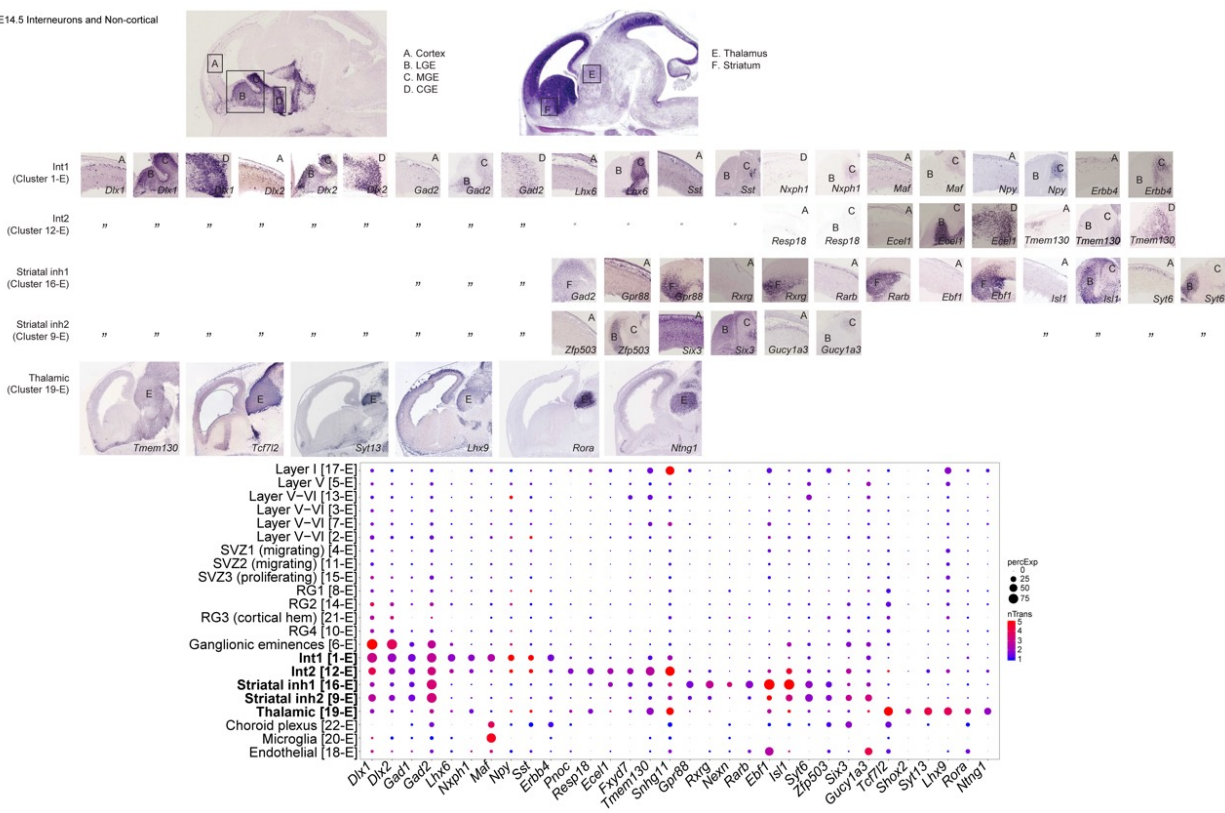 E14.5 Interneurons and Non-cortical
A
B
D
A. Cortex
B. LGE
C. MGE
D. CGE
E
F
E. Thalamus
F. Striatum
Int1
(Cluster 1-E)
A Dlx1
C B Dlx1
D Dlx1
A Dlx2
C B Dlx2
D Dlx2
A Gad2
C B Gad2
D Gad2
A Lhx6
C B Lhx6
A Sst
C B Sst
D Nxph1
C B Nxph1
A Maf
C B Maf
A Npy
C B Npy
A Erbb4
C B Erbb4
Int2
(Cluster 12-E)
" " " " " " " " " " " " "
A Resp18
C B Resp18
A Ecel1
C B Ecel1
D Ecel1
A Tmem130
C B Tmem130
D Tmem130
Striatal inh1
(Cluster 16-E)
" " "
F Gad2
A Gpr88
F Gpr88
A Rxrg
F Rxrg
A Rarb
F Rarb
A Ebf1
F Ebf1
A Isl1
C B Isl1
A Syt6
C B Syt6
Striatal inh2
(Cluster 9-E)
" " " " " " " " "
A Zfp503
C B Zfp503
A Six3
C B Six3
A Gucy1a3
C B Gucy1a3
" " " "
Thalamic
(Cluster 19-E)
E Tmem130
E Tcf7l2
E Syt13
E Lhx9
E Rora
E Ntng1
Layer I [17-E]
Layer V [5-E]
Layer V−VI [13-E]
Layer V−VI [3-E]
Layer V−VI [7-E]
Layer V−VI [2-E]
SVZ1 (migrating) [4-E]
SVZ2 (migrating) [11-E]
SVZ3 (proliferating) [15-E]
RG1 [8-E]
RG2 [14-E]
RG3 (cortical hem) [21-E]
RG4 [10-E]
Ganglionic eminences [6-E]
Int1 [1-E]
Int2 [12-E]
Striatal inh1 [16-E]
Striatal inh2 [9-E]
Thalamic [19-E]
Choroid plexus [22-E]
Microglia [20-E]
Endothelial [18-E]
percExp
0
25
50
75
nTrans
5
4
3
2
1
Dlx1 Dlx2 Gad1 Gad2 Lhx6 Nxph1 Maf Npy Sst Erbb4 Pnoc Resp18 Ecel1 Fxyd7 Tmem130 Snhg11 Gpr88 Rxrg Nexn Rarb Ebf1 Isl1 Syt6 Zfp503 Six3 Gucy1a3 Tcf7l2 Shox2 Syt13 Lhx9 Rora Ntng1